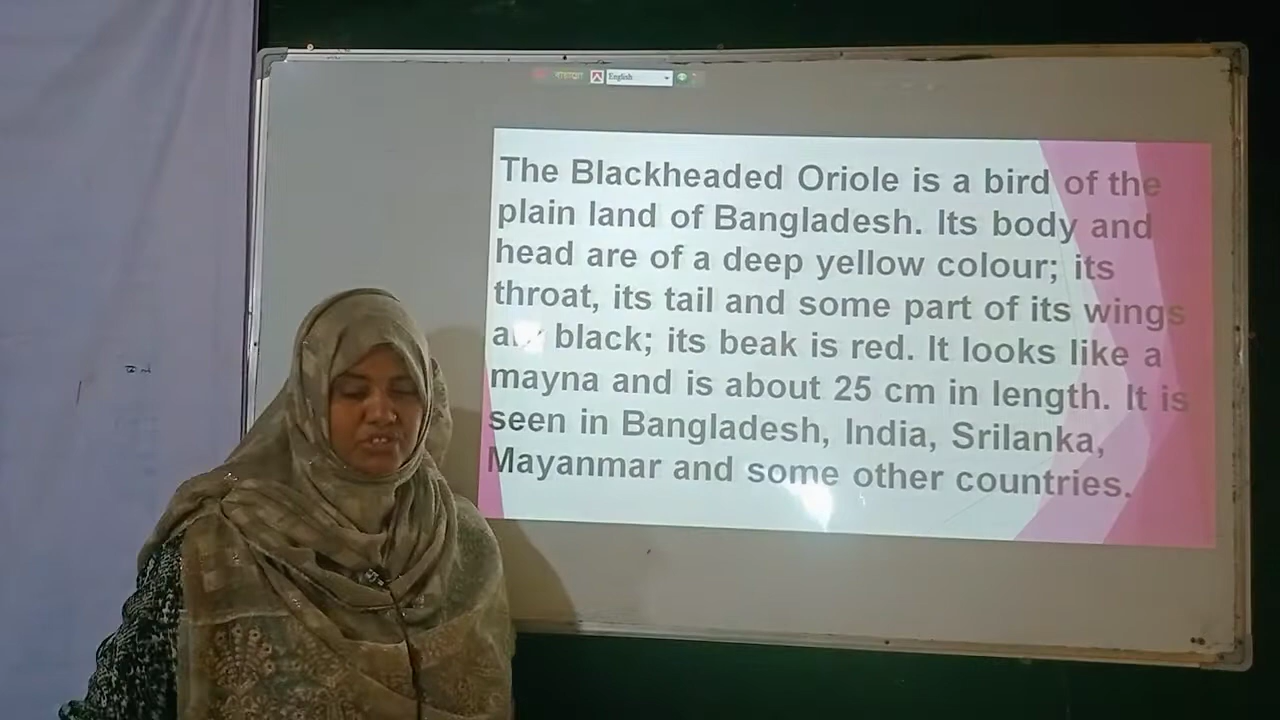 English
The Blackheaded Oriole is a bird of the
plain land of Bangladesh. Its body and
head are of a deep yellow colour; its
throat, its tail and some part of its wings
black; its beak is red. It looks like a
mayna and is about 25 cm in length. It is
seen in Bangladesh, India, Srilanka,
Mayanmar and some other countries.